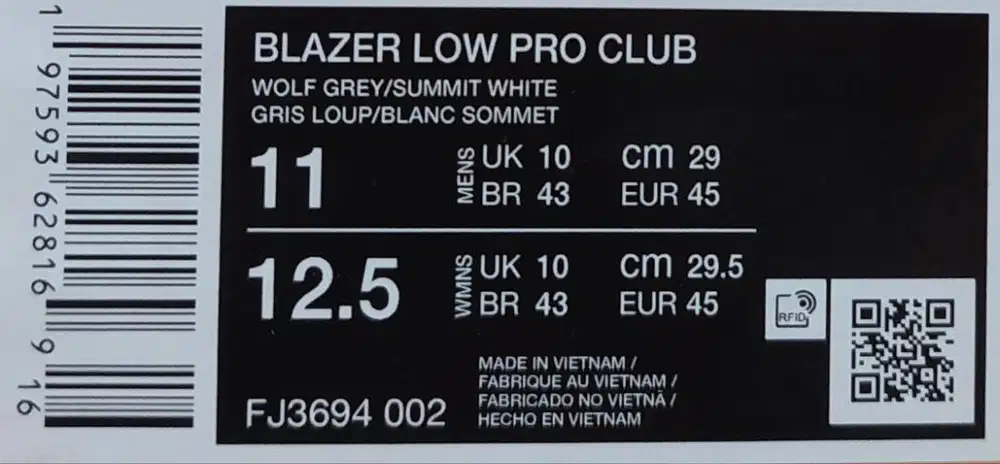 1 97593 62816 9 16
BLAZER LOW PRO CLUB
WOLF GREY/SUMMIT WHITE
GRIS LOUP/BLANC SOMMET
11 MENS UK 10 cm 29
BR 43 EUR 45
12.5 WMNS UK 10 cm 29.5
BR 43 EUR 45
RFID
MADE IN VIETNAM /
FABRIQUE AU VIETNAM /
FABRICADO NO VIETNÃ /
HECHO EN VIETNAM
FJ3694 002